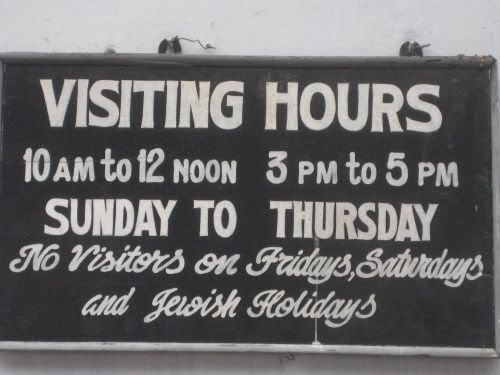 VISITING HOURS
10 AM to 12 NOON 3 PM to 5 PM
SUNDAY TO THURSDAY
No Visitors on Fridays, Saturdays
and Jewish Holidays